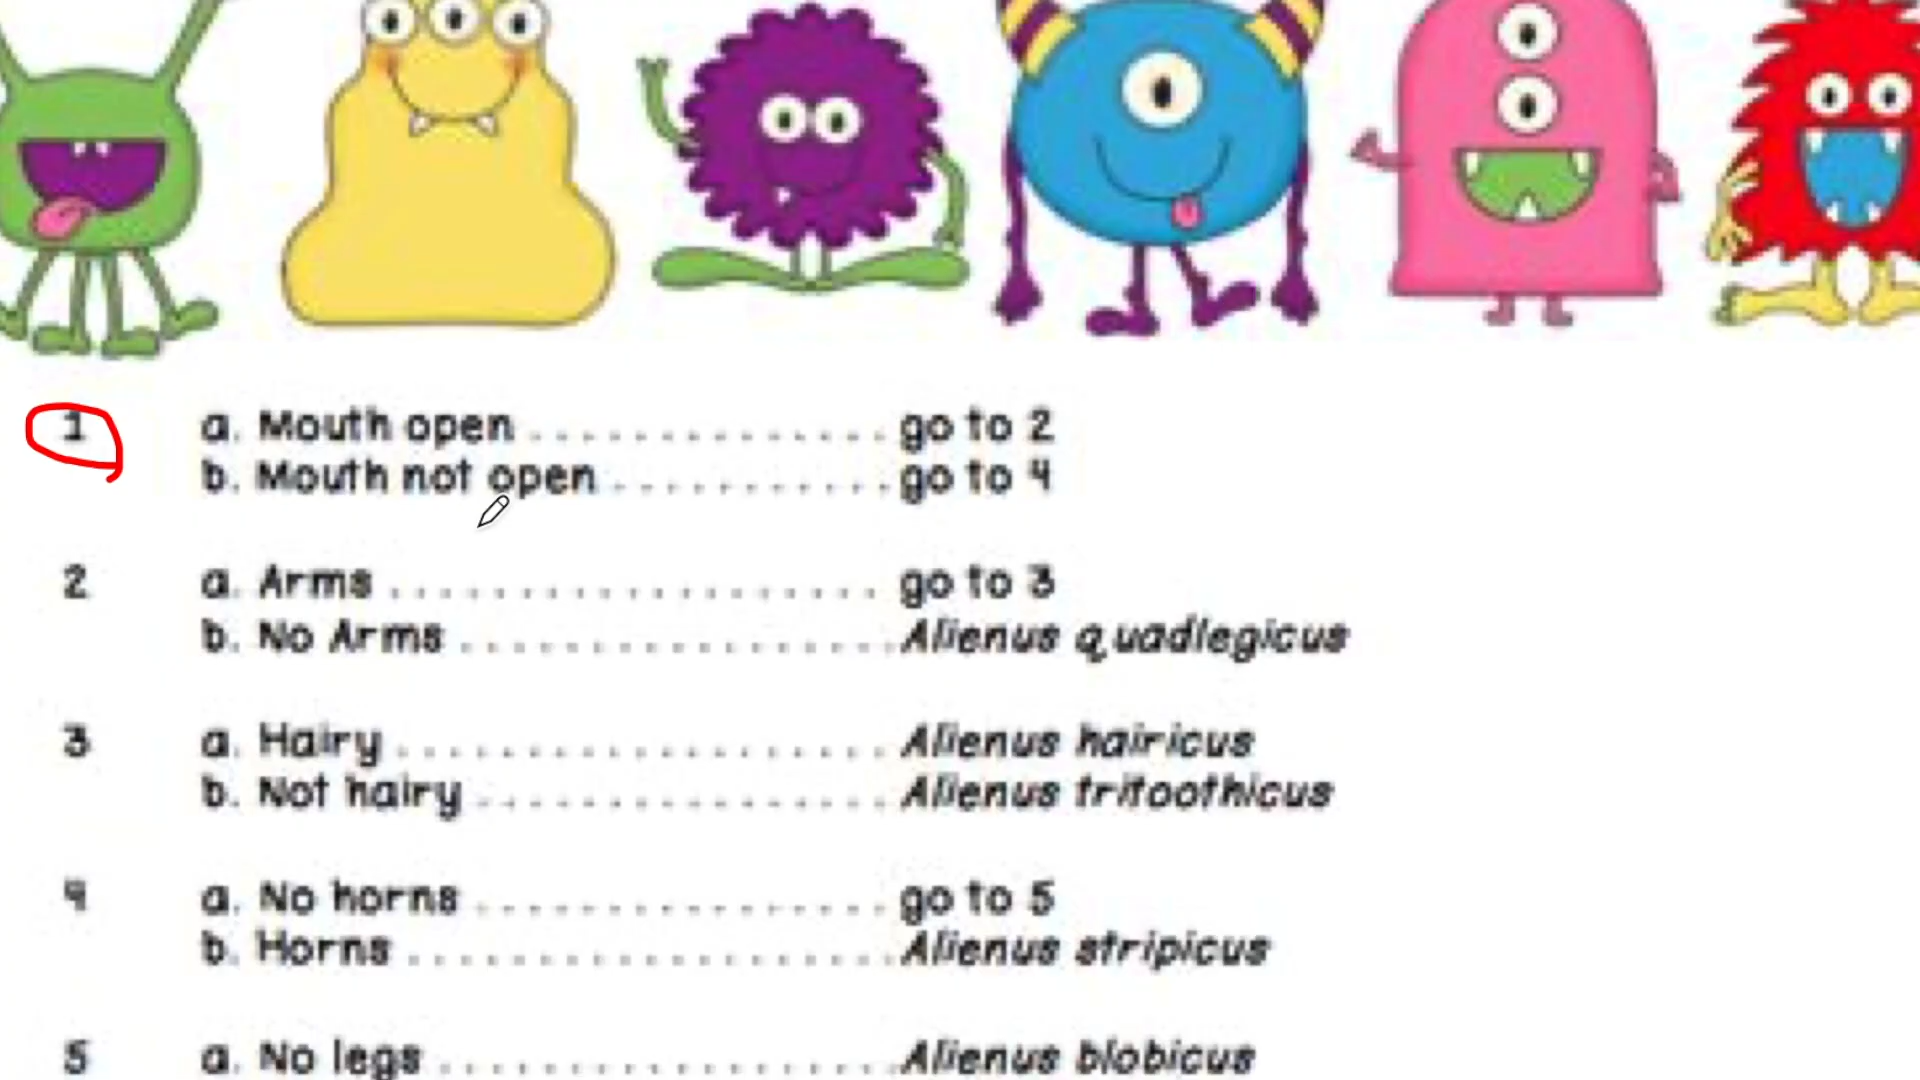 1 a. Mouth open . . . . . . . . . . . . . . go to 2
b. Mouth not open . . . . . . . . . . . go to 4
2 a. Arms . . . . . . . . . . . . . . . . . . . go to 3
b. No Arms . . . . . . . . . . . . . . . . . Alienus quadlegicus
3 a. Hairy . . . . . . . . . . . . . . . . . . . Alienus hairicus
b. Not hairy . . . . . . . . . . . . . . . . Alienus tritoothicus
4 a. No horns . . . . . . . . . . . . . . . . go to 5
b. Horns . . . . . . . . . . . . . . . . . . . Alienus stripicus
5 a. No legs . . . . . . . . . . . . . . . . . . Alienus blobicus